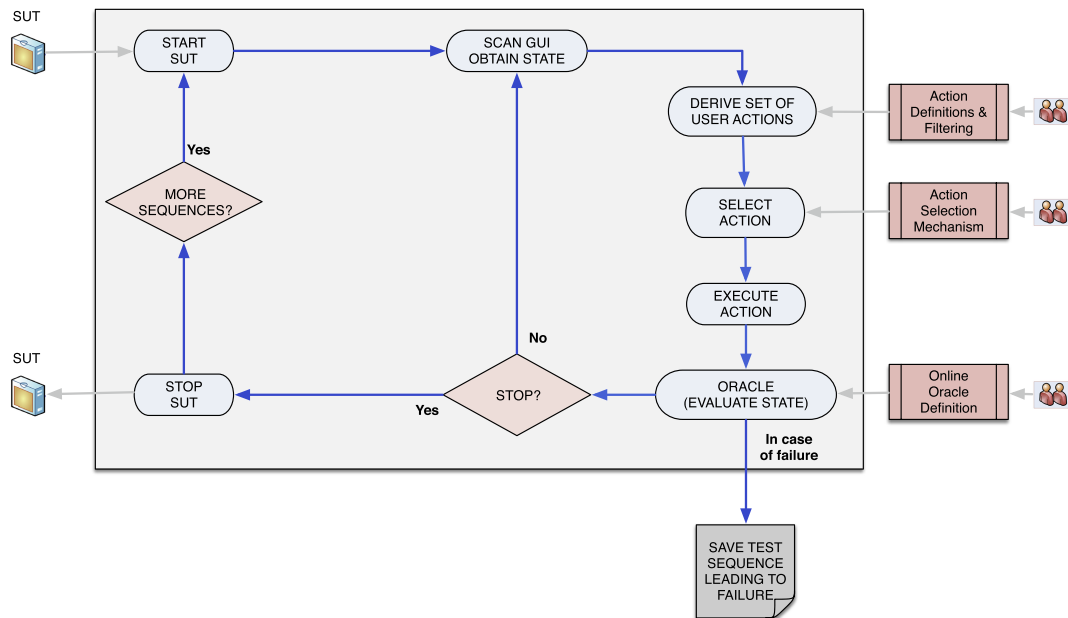 SUT
START
SUT
SCAN GUI
OBTAIN STATE
DERIVE SET OF
USER ACTIONS
Action
Definitions &
Filtering
Yes
MORE
SEQUENCES?
SELECT
ACTION
Action
Selection
Mechanism
EXECUTE
ACTION
No
SUT
STOP
SUT
Yes
STOP?
ORACLE
(EVALUATE STATE)
Online
Oracle
Definition
In case
of failure
SAVE TEST
SEQUENCE
LEADING TO
FAILURE